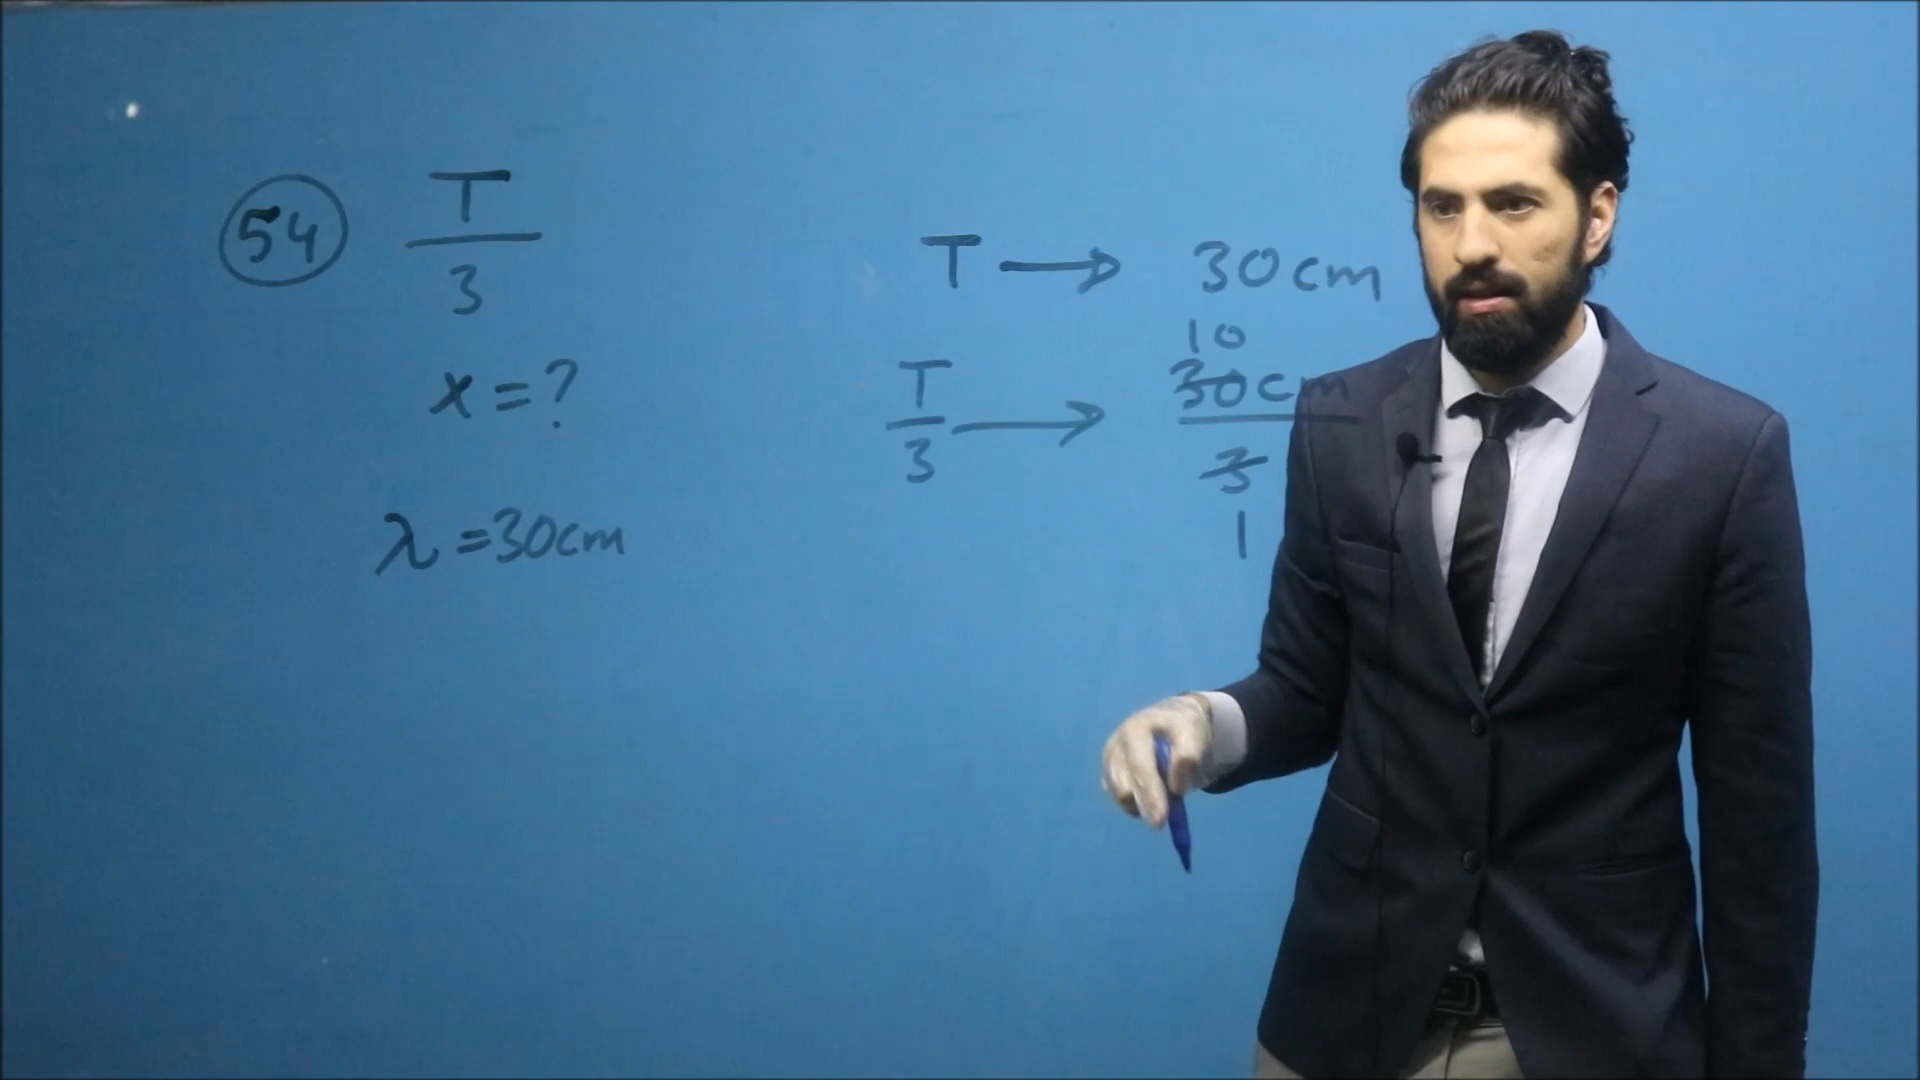 54 T/3
x = ?
λ = 30cm
T → 30cm
10
T/3 → 30cm/3
1